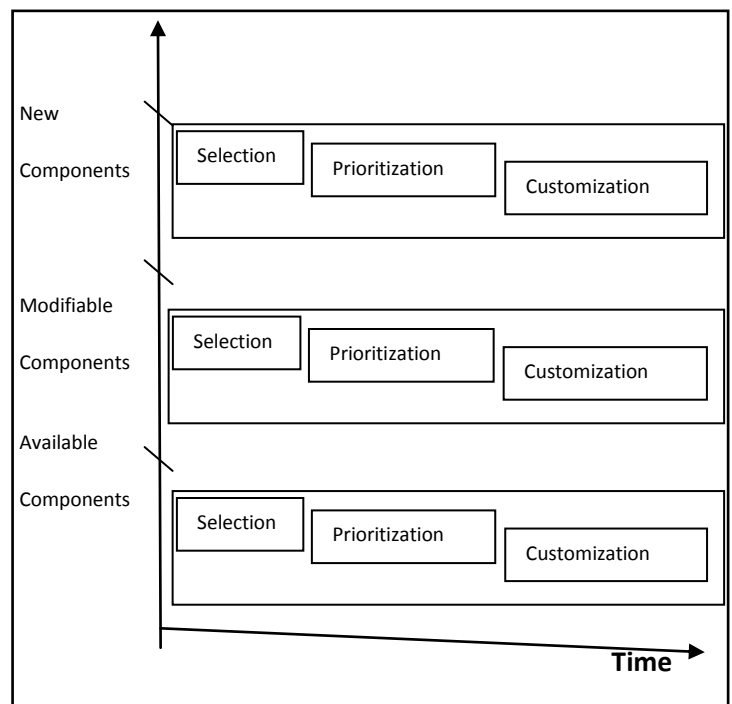 New
Components
Selection
Prioritization
Customization
Modifiable
Components
Selection
Prioritization
Customization
Available
Components
Selection
Prioritization
Customization
Time